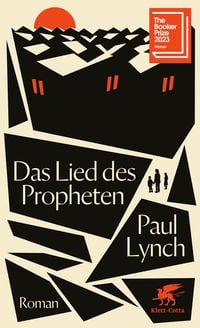 The
Booker
Prize
2023
Winner
Das Lied des
Propheten
Paul
Lynch
Roman
Klett-Cotta